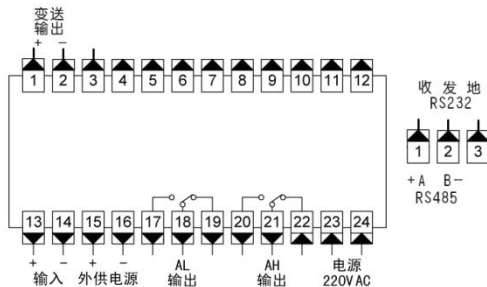 变送
输出
+ −
1 2 3 4 5 6 7 8 9 10 11 12
收 发 地
RS232
1 2 3
+A B−
RS485
13 14 15 16 17 18 19 20 21 22 23 24
+ − + −
输入 外供电源 AL 输出 AH 输出 电源 220V AC